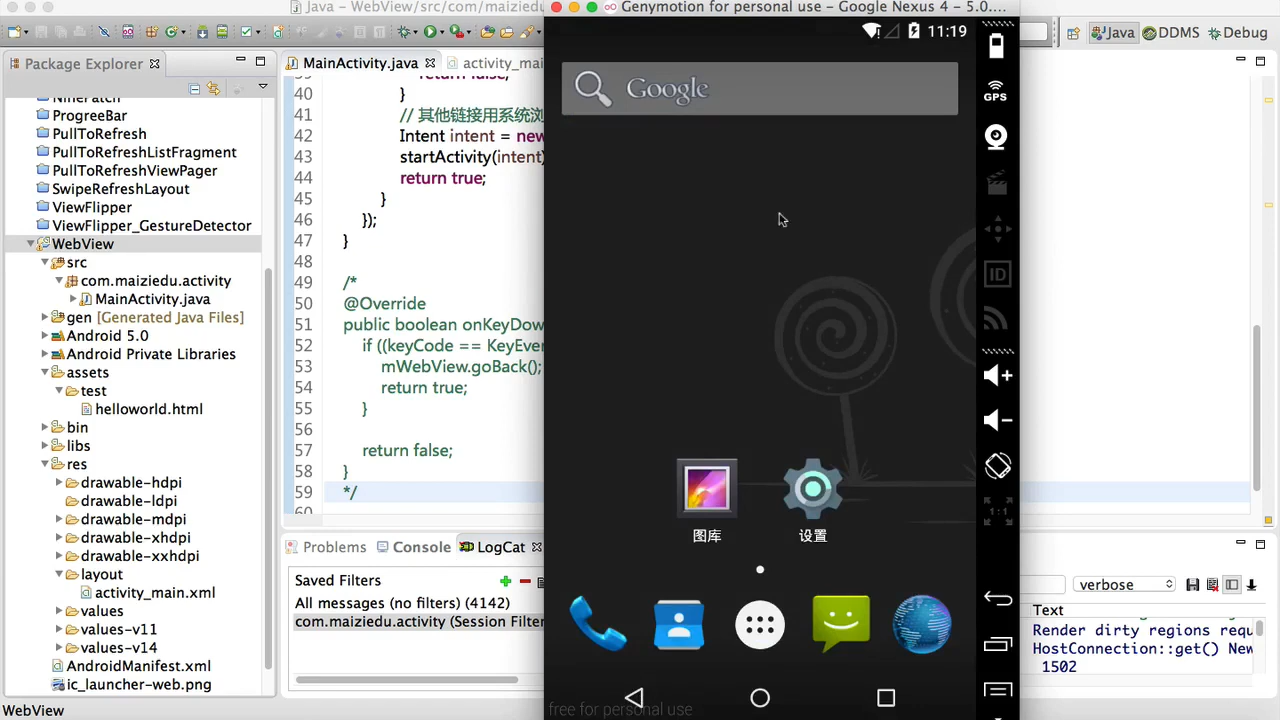 Java – WebView/src/com/maiziedu
Genymotion for personal use – Google Nexus 4 – 5.0....
Java
DDMS
Debug
Package Explorer
ProgreeBar
PullToRefresh
PullToRefreshListFragment
PullToRefreshViewPager
SwipeRefreshLayout
ViewFlipper
ViewFlipper_GestureDetector
WebView
src
com.maiziedu.activity
MainActivity.java
gen [Generated Java Files]
Android 5.0
Android Private Libraries
assets
test
helloworld.html
bin
libs
res
drawable-hdpi
drawable-ldpi
drawable-mdpi
drawable-xhdpi
drawable-xxhdpi
layout
activity_main.xml
values
values-v11
values-v14
AndroidManifest.xml
ic_launcher-web.png
WebView
MainActivity.java
activity_mai
return false;
40 }
41 // 其他链接用系统浏
42 Intent intent = new
43 startActivity(intent)
44 return true;
45 }
46 });
47 }
48
49 /*
50 @Override
51 public boolean onKeyDow
52 if ((keyCode == KeyEver
53 mWebView.goBack();
54 return true;
55 }
56
57 return false;
58 }
59 */
60
Problems
Console
LogCat
Saved Filters
All messages (no filters) (4142)
com.maiziedu.activity (Session Filter
11:19
Google
图库
设置
free for personal use
GPS
ID
1:1
verbose
Text
Render dirty regions requ
HostConnection::get() New
1502